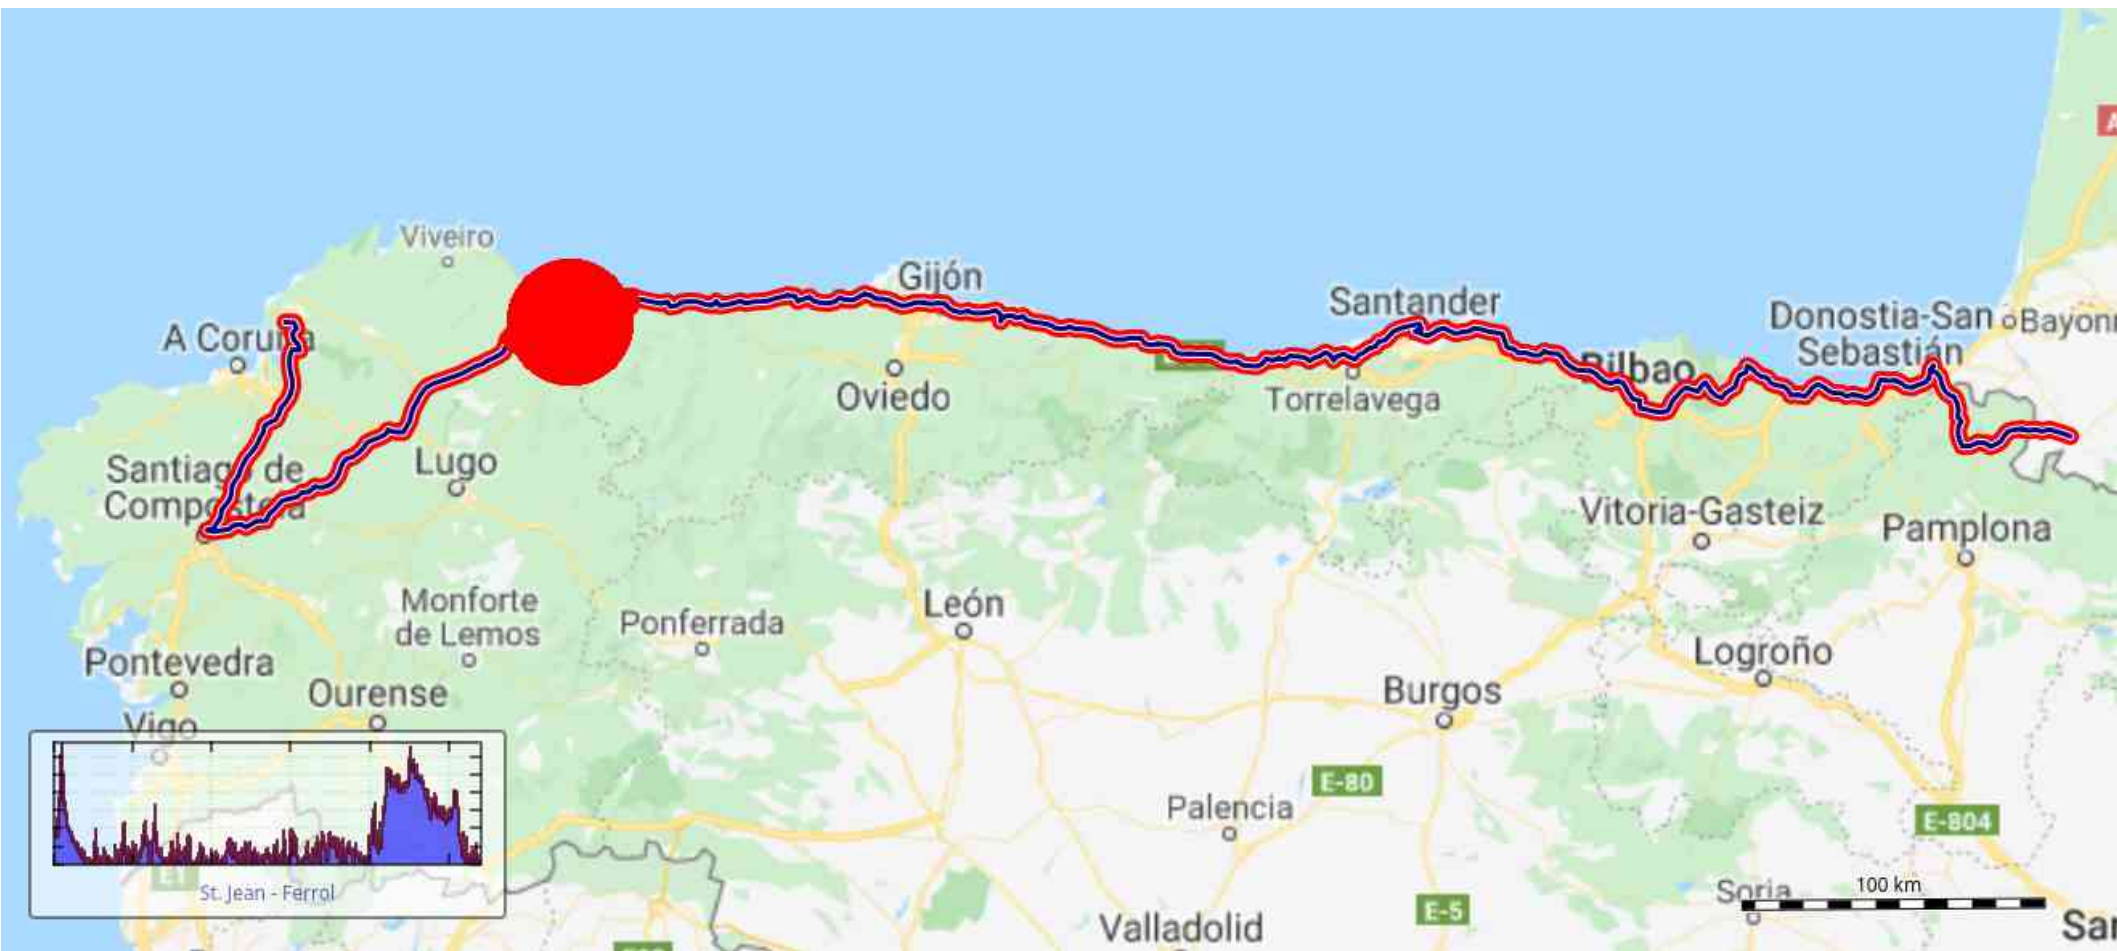 Viveiro
Gijón
A Coruña
Santander
Donostia-San
Sebastián
Bayonn
Bilbao
Oviedo
Torrelavega
Santiago de
Compostela
Lugo
Vitoria-Gasteiz
Pamplona
Monforte
de Lemos
Ponferrada
León
Pontevedra
Ourense
Logroño
Burgos
Vigo
E-80
Palencia
E-804
St. Jean - Ferrol
Soria
100 km
E-5
Valladolid
Sar
A